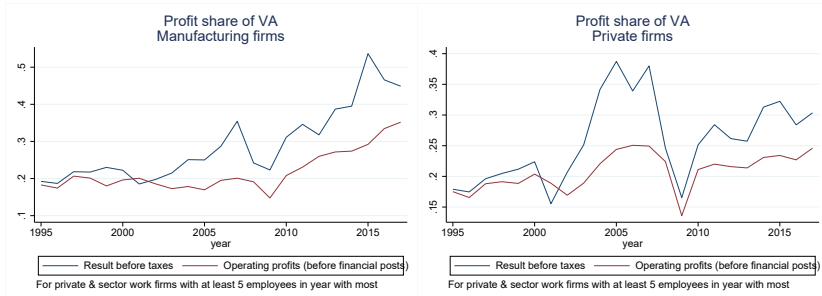 Profit share of VA
Manufacturing firms
.5
.4
.3
.2
.1
1995 2000 2005 2010 2015
year
Result before taxes Operating profits (before financial posts)
For private & sector work firms with at least 5 employees in year with most
Profit share of VA
Private firms
.4
.35
.3
.25
.2
.15
1995 2000 2005 2010 2015
year
Result before taxes Operating profits (before financial posts)
For private & sector work firms with at least 5 employees in year with most